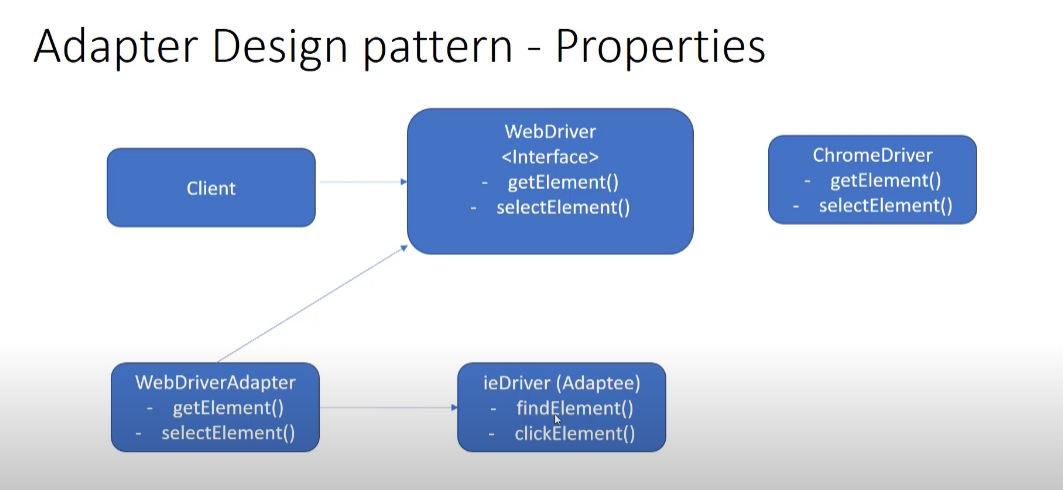 Adapter Design pattern - Properties
Client
WebDriver
<Interface>
- getElement()
- selectElement()
ChromeDriver
- getElement()
- selectElement()
WebDriverAdapter
- getElement()
- selectElement()
ieDriver (Adaptee)
- findElement()
- clickElement()